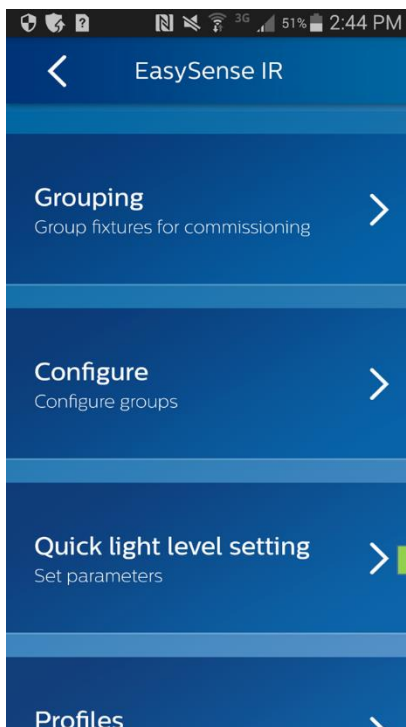 3G 51% 2:44 PM
EasySense IR
Grouping
Group fixtures for commissioning
Configure
Configure groups
Quick light level setting
Set parameters
Profiles